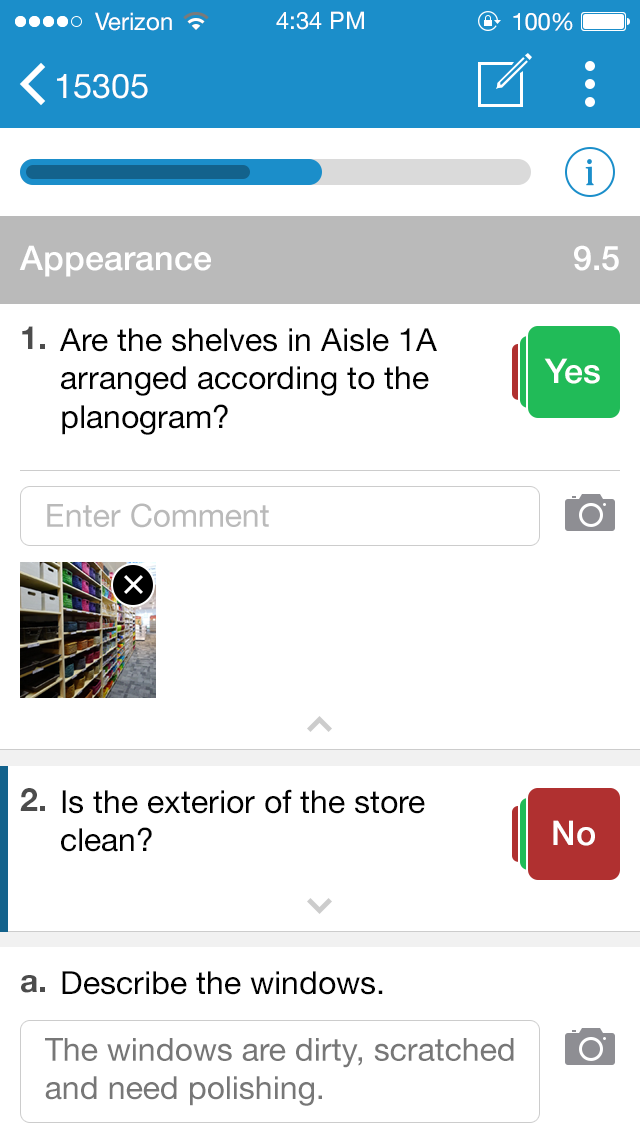 Verizon 4:34 PM 100%
15305
i
Appearance 9.5
1. Are the shelves in Aisle 1A
arranged according to the
planogram?
Yes
Enter Comment
2. Is the exterior of the store
clean?
No
a. Describe the windows.
The windows are dirty, scratched
and need polishing.